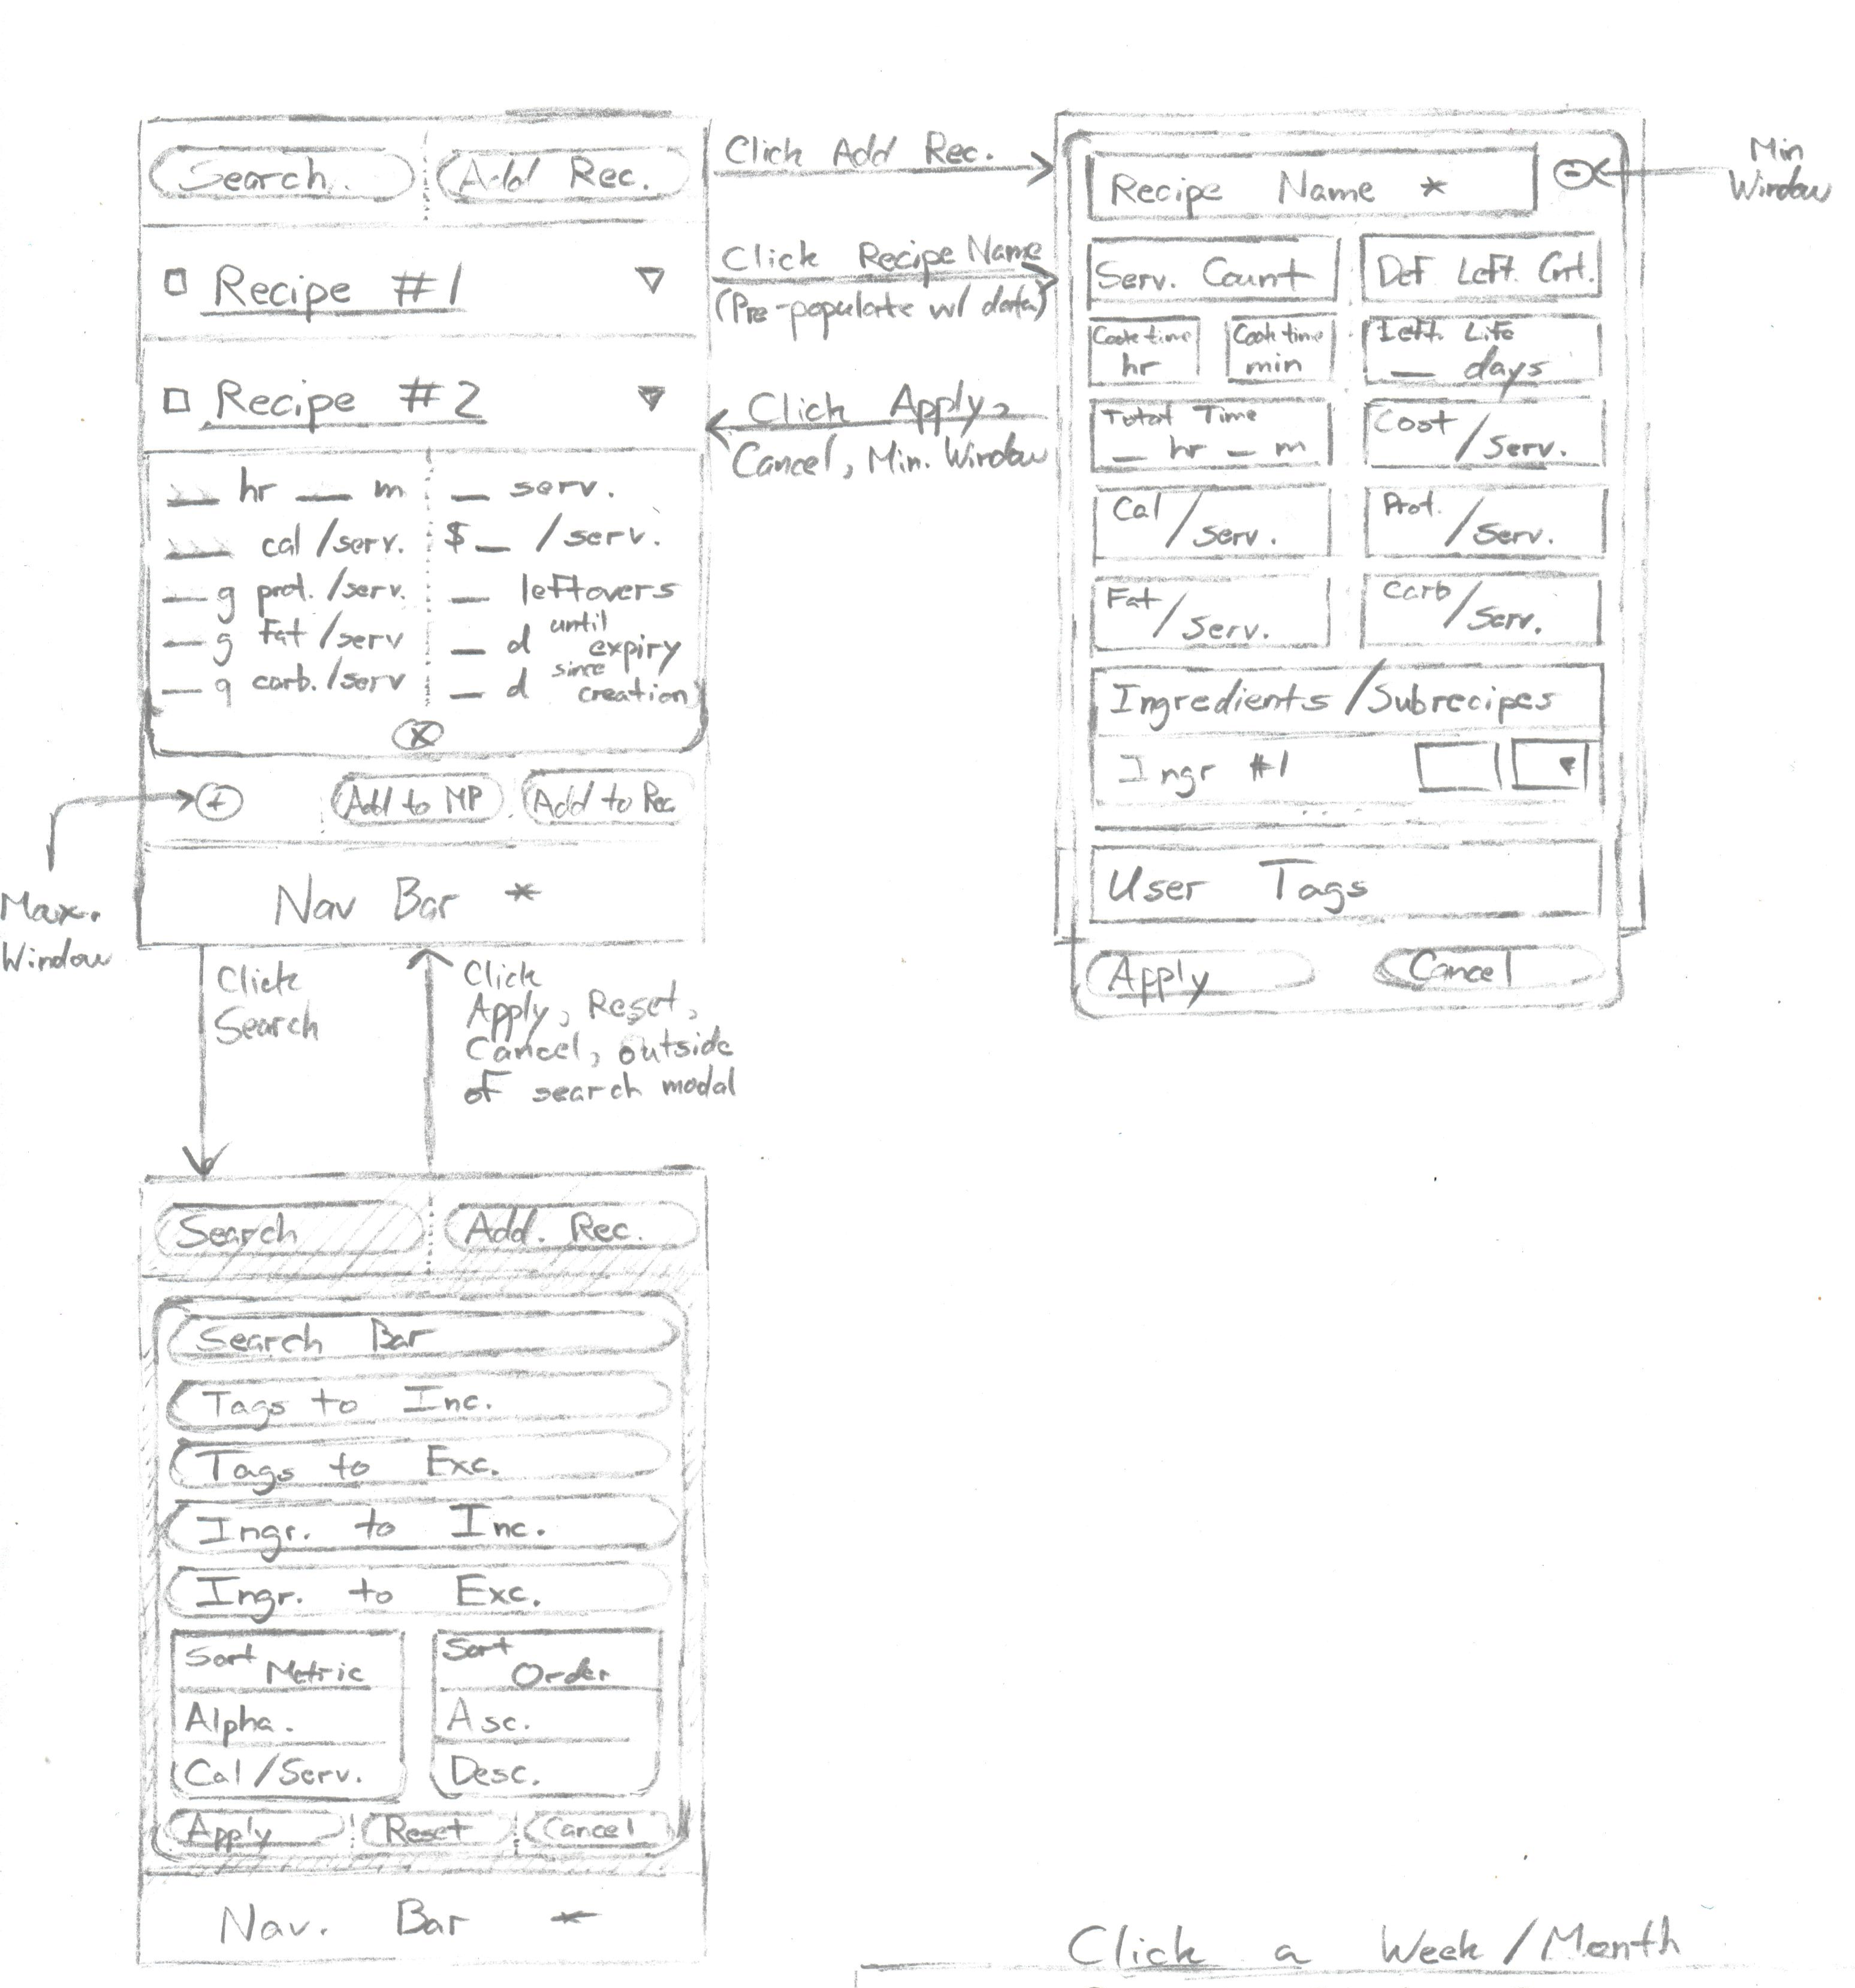 Search
Add Rec.
Recipe #1
Recipe #2
__ hr __ m
__ serv.
__ cal/serv.
$ __ /serv.
__ g prot./serv.
__ leftovers
__ g fat/serv
__ d until expiry
__ g carb./serv
__ d since creation
X
+
Add to MP
Add to Rec.
Nav Bar *
Max.
Window
Click Add Rec.
Click Recipe Name
(Pre-populate w/ data)
Click Apply,
Cancel, Min. Window
Recipe Name *
-
Min
Window
Serv. Count
Def Left. Cnt.
Cook time
hr
Cook time
min
Left. Life
__ days
Total Time
__ hr __ m
Cost/serv.
Cal/serv.
Prot./serv.
Fat/serv.
Carb/serv.
Ingredients/Subrecipes
Ingr #1
User Tags
Apply
Cancel
Click
Search
Click
Apply, Reset,
Cancel, outside
of search modal
Search
Add. Rec.
Search Bar
Tags to Inc.
Tags to Exc.
Ingr. to Inc.
Ingr. to Exc.
Sort Metric
Alpha.
Cal/Serv.
Sort Order
Asc.
Desc.
Apply
Reset
Cancel
Nav. Bar *
Click a Week/Month